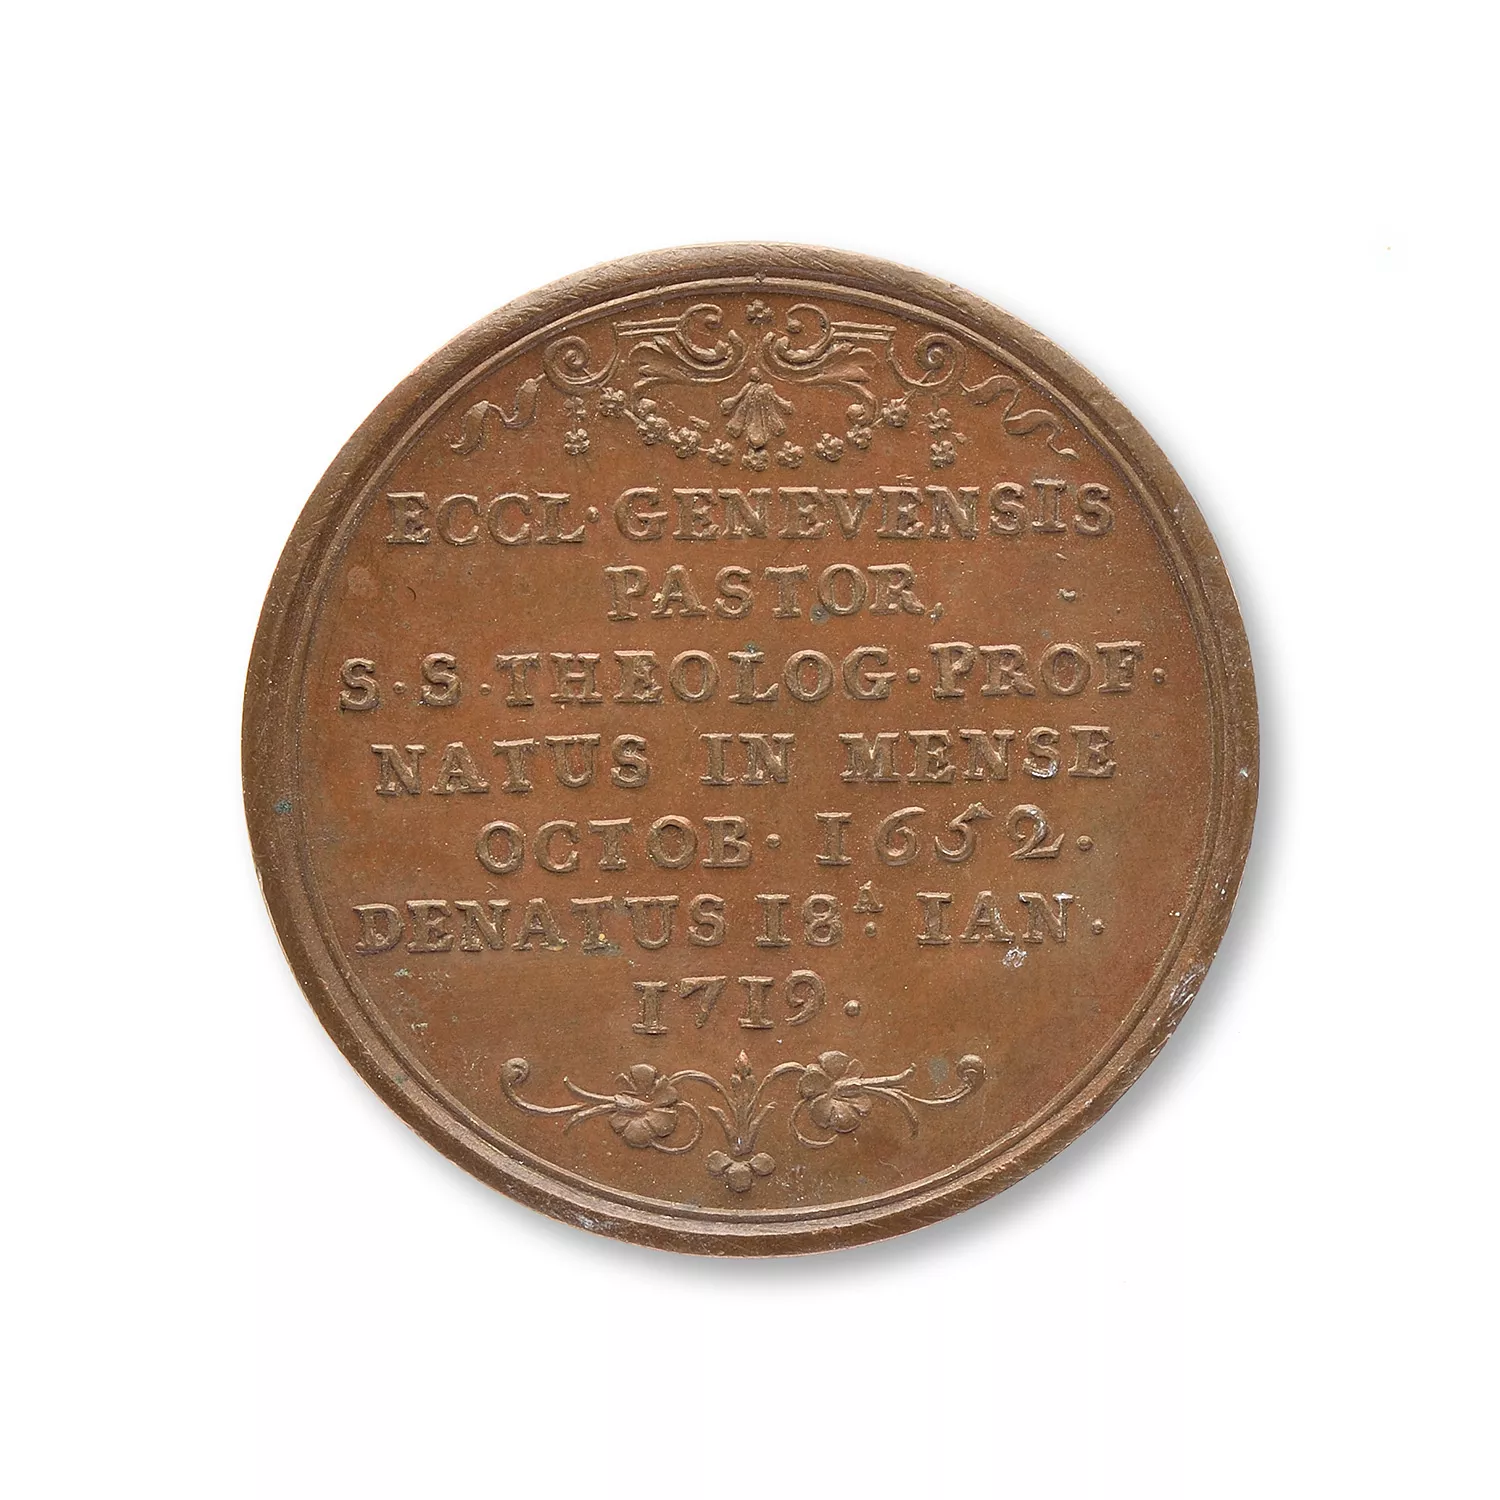 ECCL· GENEVENSIS
PASTOR,
S·S·THEOLOG·PROF·
NATUS IN MENSE
OCTOB· 1652·
DENATUS 18ᴬ· IAN·
1719·